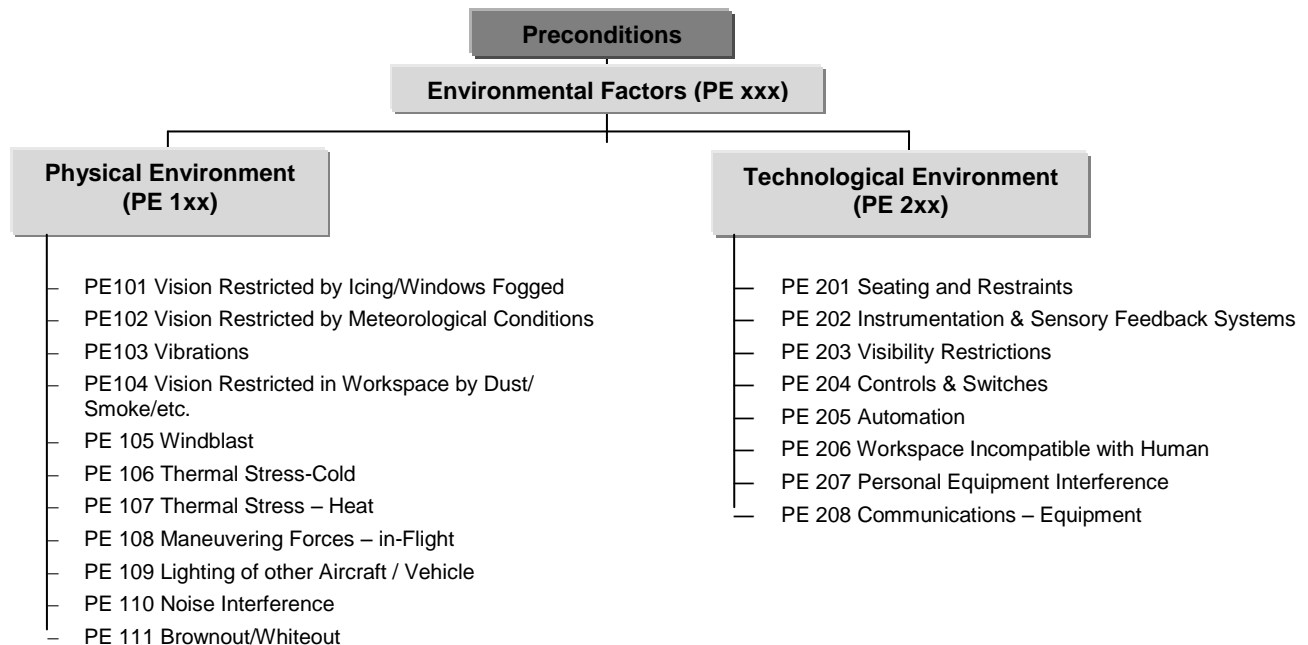 Preconditions
Environmental Factors (PE xxx)
Physical Environment
(PE 1xx)
PE101 Vision Restricted by Icing/Windows Fogged
PE102 Vision Restricted by Meteorological Conditions
PE103 Vibrations
PE104 Vision Restricted in Workspace by Dust/
Smoke/etc.
PE 105 Windblast
PE 106 Thermal Stress-Cold
PE 107 Thermal Stress – Heat
PE 108 Maneuvering Forces – in-Flight
PE 109 Lighting of other Aircraft / Vehicle
PE 110 Noise Interference
PE 111 Brownout/Whiteout
Technological Environment
(PE 2xx)
PE 201 Seating and Restraints
PE 202 Instrumentation & Sensory Feedback Systems
PE 203 Visibility Restrictions
PE 204 Controls & Switches
PE 205 Automation
PE 206 Workspace Incompatible with Human
PE 207 Personal Equipment Interference
PE 208 Communications – Equipment